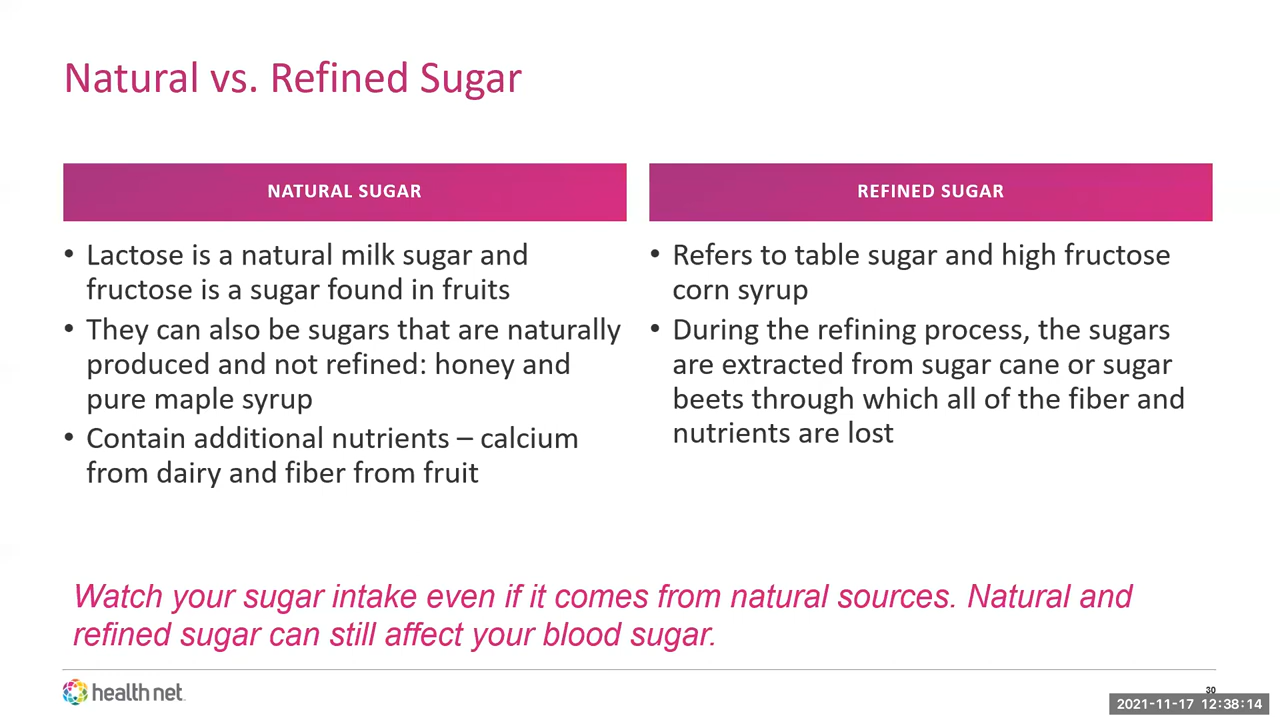 Natural vs. Refined Sugar
NATURAL SUGAR
• Lactose is a natural milk sugar and
fructose is a sugar found in fruits
• They can also be sugars that are naturally
produced and not refined: honey and
pure maple syrup
• Contain additional nutrients – calcium
from dairy and fiber from fruit
REFINED SUGAR
• Refers to table sugar and high fructose
corn syrup
• During the refining process, the sugars
are extracted from sugar cane or sugar
beets through which all of the fiber and
nutrients are lost
Watch your sugar intake even if it comes from natural sources. Natural and
refined sugar can still affect your blood sugar.
health net
30
2021-11-17 12:38:14